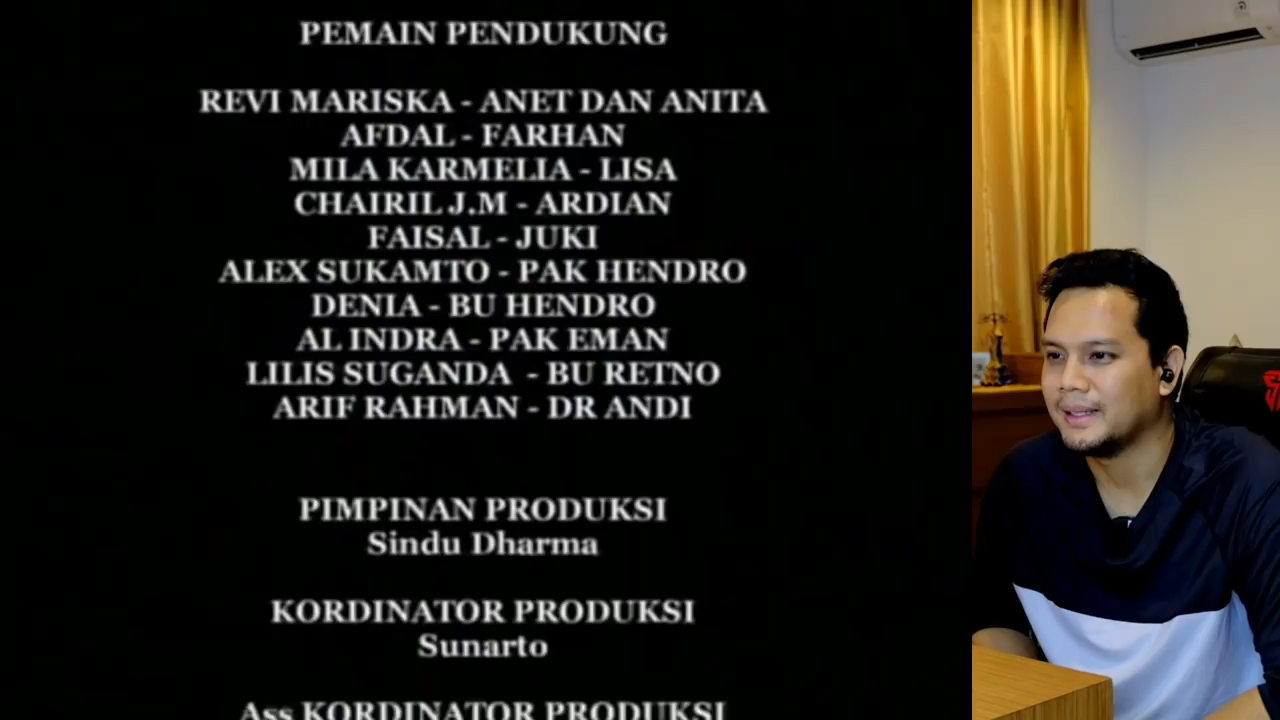 PEMAIN PENDUKUNG
REVI MARISKA - ANET DAN ANITA
AFDAL - FARHAN
MILA KARMELIA - LISA
CHAIRIL J.M - ARDIAN
FAISAL - JUKI
ALEX SUKAMTO - PAK HENDRO
DENIA - BU HENDRO
AL INDRA - PAK EMAN
LILIS SUGANDA - BU RETNO
ARIF RAHMAN - DR ANDI
PIMPINAN PRODUKSI
Sindu Dharma
KORDINATOR PRODUKSI
Sunarto
Ass KORDINATOR PRODUKSI